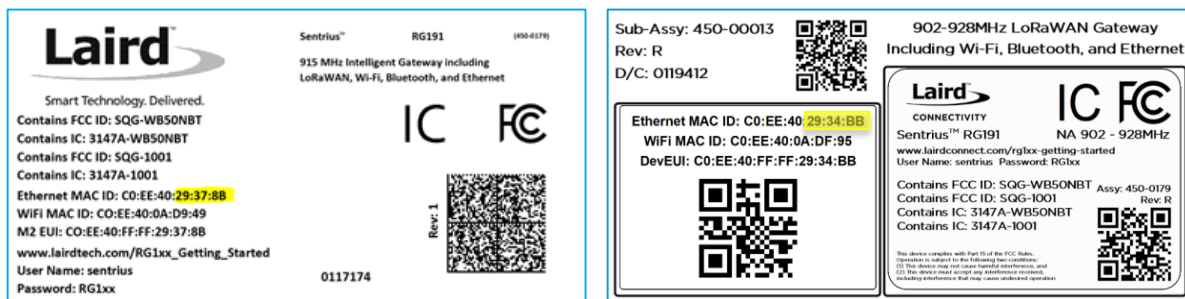 Laird
Smart Technology. Delivered.
Sentrius™ RG191 (450-0179)
915 MHz Intelligent Gateway including
LoRaWAN, Wi-Fi, Bluetooth, and Ethernet
Contains FCC ID: SQG-WB50NBT
Contains IC: 3147A-WB50NBT
Contains FCC ID: SQG-1001
Contains IC: 3147A-1001
Ethernet MAC ID: C0:EE:40:29:37:8B
WiFi MAC ID: CO:EE:40:0A:D9:49
M2 EUI: CO:EE:40:FF:FF:29:37:8B
www.lairdtech.com/RG1xx_Getting_Started
User Name: sentrius
Password: RG1xx
IC FC
Rev: 1
0117174
Sub-Assy: 450-00013
Rev: R
D/C: 0119412
Ethernet MAC ID: C0:EE:40:29:34:BB
WiFi MAC ID: C0:EE:40:0A:DF:95
DevEUI: C0:EE:40:FF:FF:29:34:BB
902-928MHz LoRaWAN Gateway
Including Wi-Fi, Bluetooth, and Ethernet
Laird
CONNECTIVITY
IC FC
Sentrius™ RG191 NA 902 - 928MHz
www.lairdconnect.com/rg1xx-getting-started
User Name: sentrius Password: RG1xx
Contains FCC ID: SQG-WB50NBT
Contains FCC ID: SQG-1001
Contains IC: 3147A-WB50NBT
Contains IC: 3147A-1001
Assy: 450-0179
Rev: R
This device complies with Part 15 of the FCC Rules.
Operation is subject to the following two conditions:
(1) This device may not cause harmful interference, and
(2) This device must accept any interference received,
including interference that may cause undesired operation